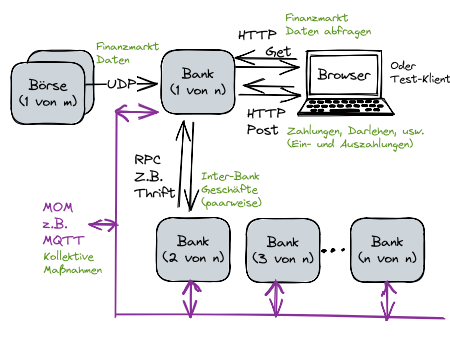 Finanzmarkt
Daten
Börse
(1 von m)
UDP
Bank
(1 von n)
HTTP
Get
Finanzmarkt
Daten abfragen
Browser
Oder
Test-Klient
HTTP
Post
Zahlungen, Darlehen, usw.
(Ein- und Auszahlungen)
RPC
Z.B.
Thrift
Inter-Bank
Geschäfte
(paarweise)
MOM
z.B.
MQTT
Kollektive
Maßnahmen
Bank
(2 von n)
Bank
(3 von n)
...
Bank
(n von n)